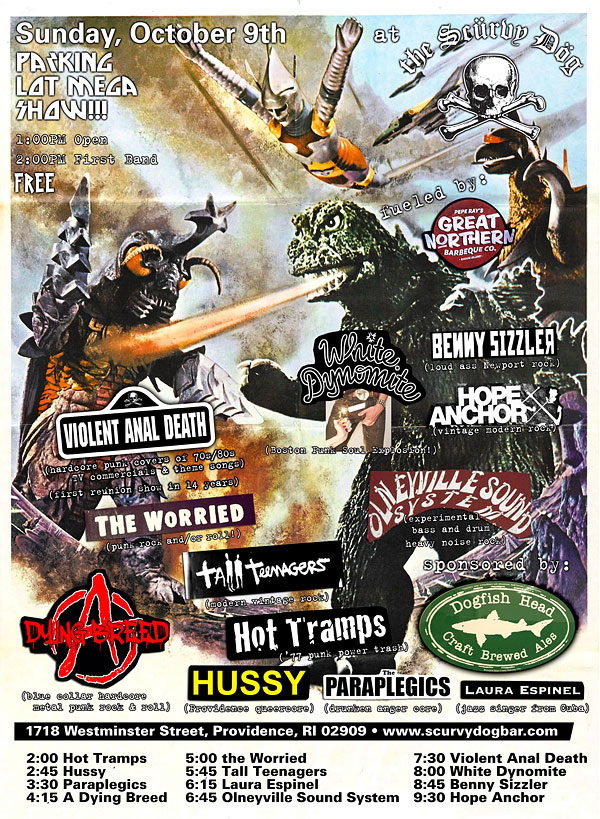 Sunday, October 9th
at the Scürvy Dög
PARKING
LOT MEGA
SHOW!!!
1:00PM Open
2:00PM First Band
FREE
fueled by:
PEPE RAY'S
GREAT
NORTHERN
BARBEQUE CO.
White
Dynomite
(Boston Punk Soul Explosion!)
BENNY SIZZLER
(loud ass Newport rock)
HOPE
ANCHOR
(vintage modern rock)
VIOLENT ANAL DEATH
(hardcore punk covers of 70s/80s
TV commercials & theme songs)
(first reunion show in 14 years)
THE WORRIED
(punk rock and/or roll!)
OLNEYVILLE SOUND
SYSTEM
(experimental
bass and drum
heavy noise rock)
Tall Teenagers
(modern vintage rock)
sponsored by:
Dogfish Head
Craft Brewed Ales
A
DYING BREED
(blue collar hardcore
metal punk rock & roll)
Hot Tramps
('77 punk power trash)
HUSSY
(Providence queercore)
The
PARAPLEGICS
(drunken anger core)
LAURA ESPINEL
(jazz singer from Cuba)
1718 Westminster Street, Providence, RI 02909 • www.scurvydogbar.com
2:00 Hot Tramps
2:45 Hussy
3:30 Paraplegics
4:15 A Dying Breed
5:00 the Worried
5:45 Tall Teenagers
6:15 Laura Espinel
6:45 Olneyville Sound System
7:30 Violent Anal Death
8:00 White Dynomite
8:45 Benny Sizzler
9:30 Hope Anchor